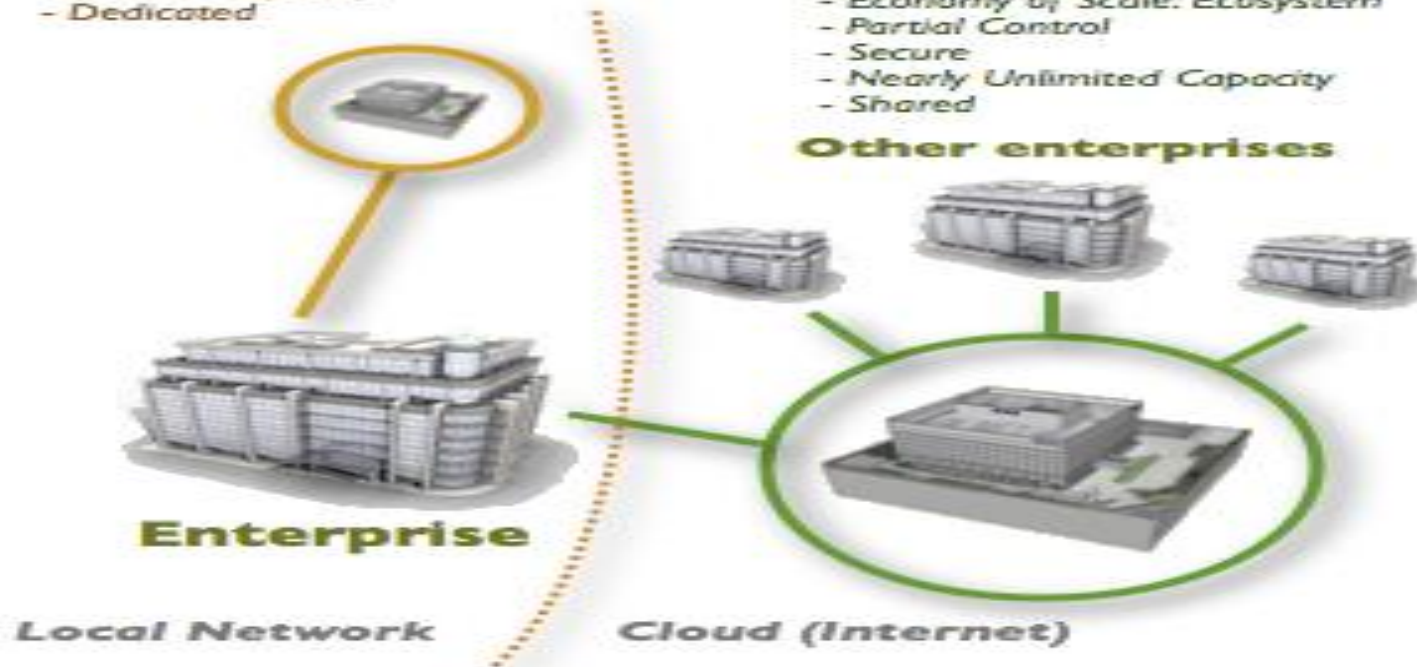 - Dedicated
- Economy of Scale: Ecosystem
- Partial Control
- Secure
- Nearly Unlimited Capacity
- Shared
Other enterprises
Enterprise
Local Network
Cloud (Internet)